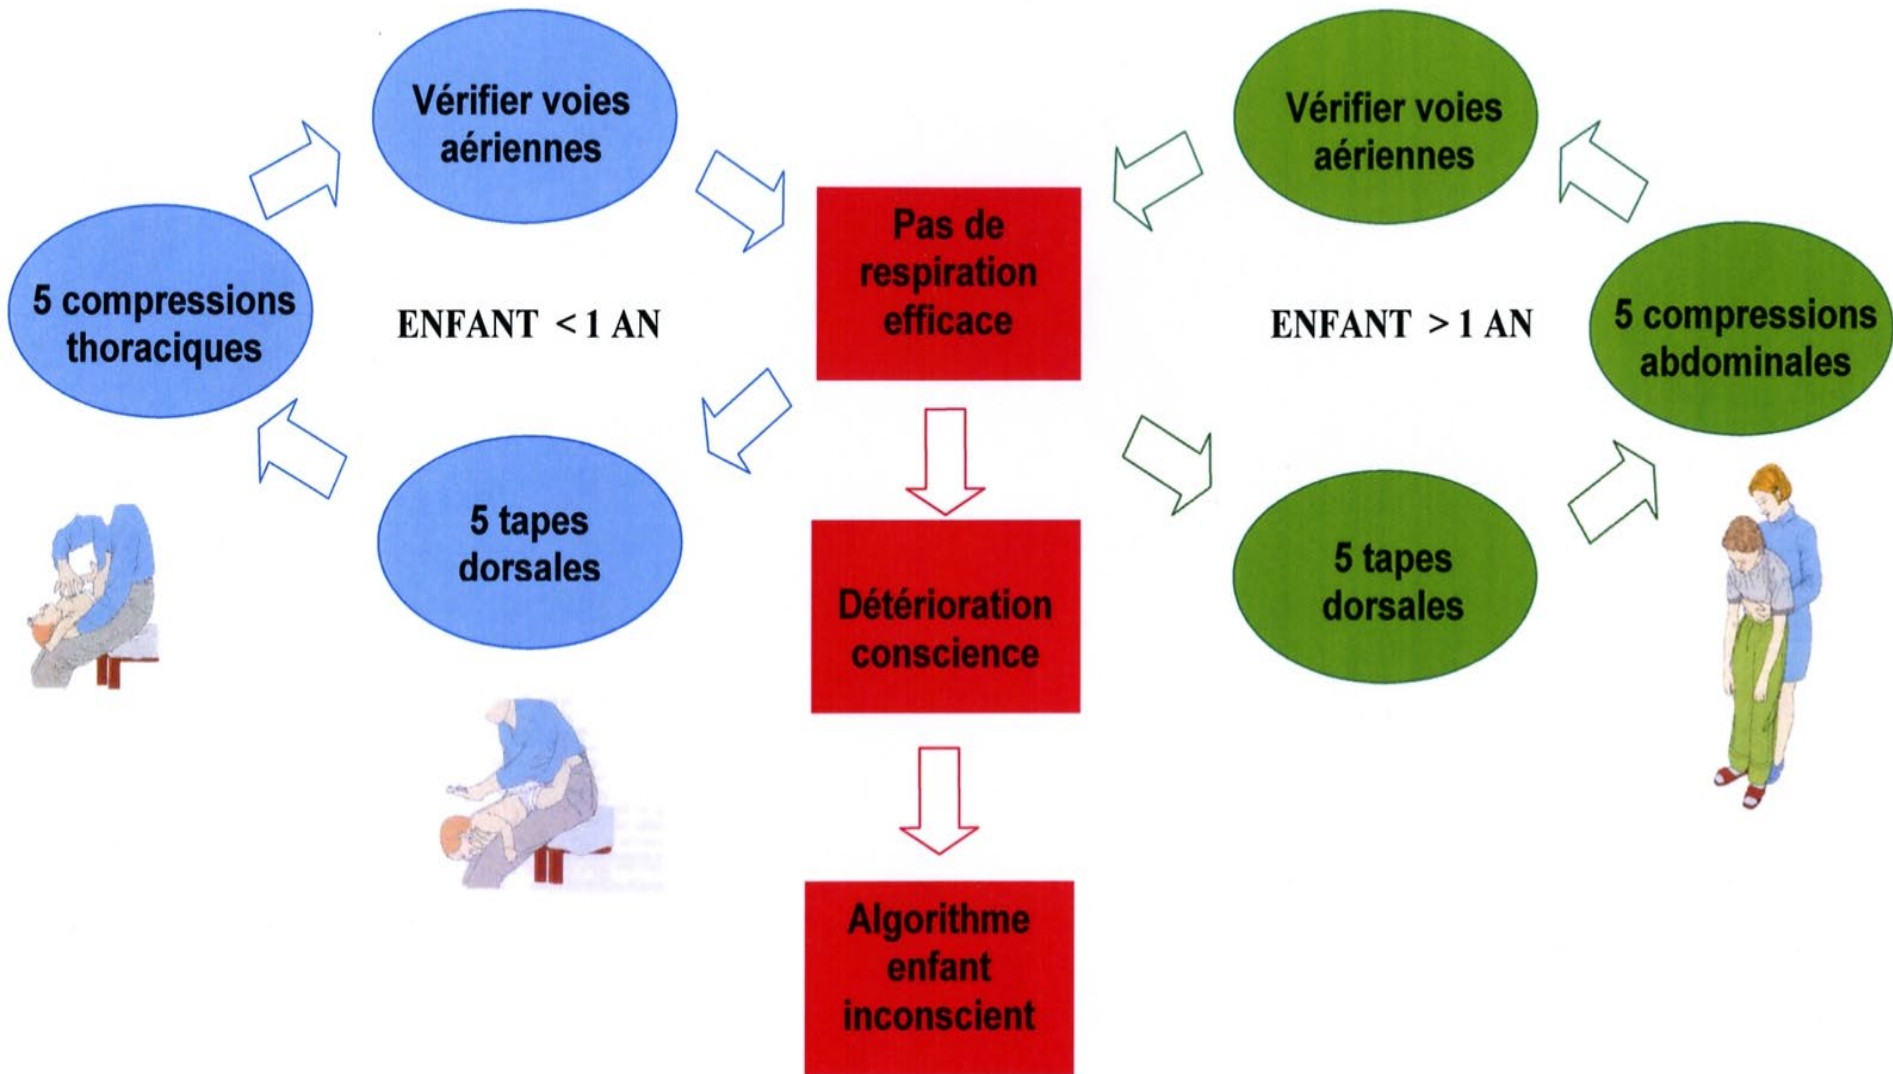 Vérifier voies
aériennes
Vérifier voies
aériennes
5 compressions
thoraciques
ENFANT < 1 AN
Pas de
respiration
efficace
ENFANT > 1 AN
5 compressions
abdominales
5 tapes
dorsales
5 tapes
dorsales
Détérioration
conscience
Algorithme
enfant
inconscient